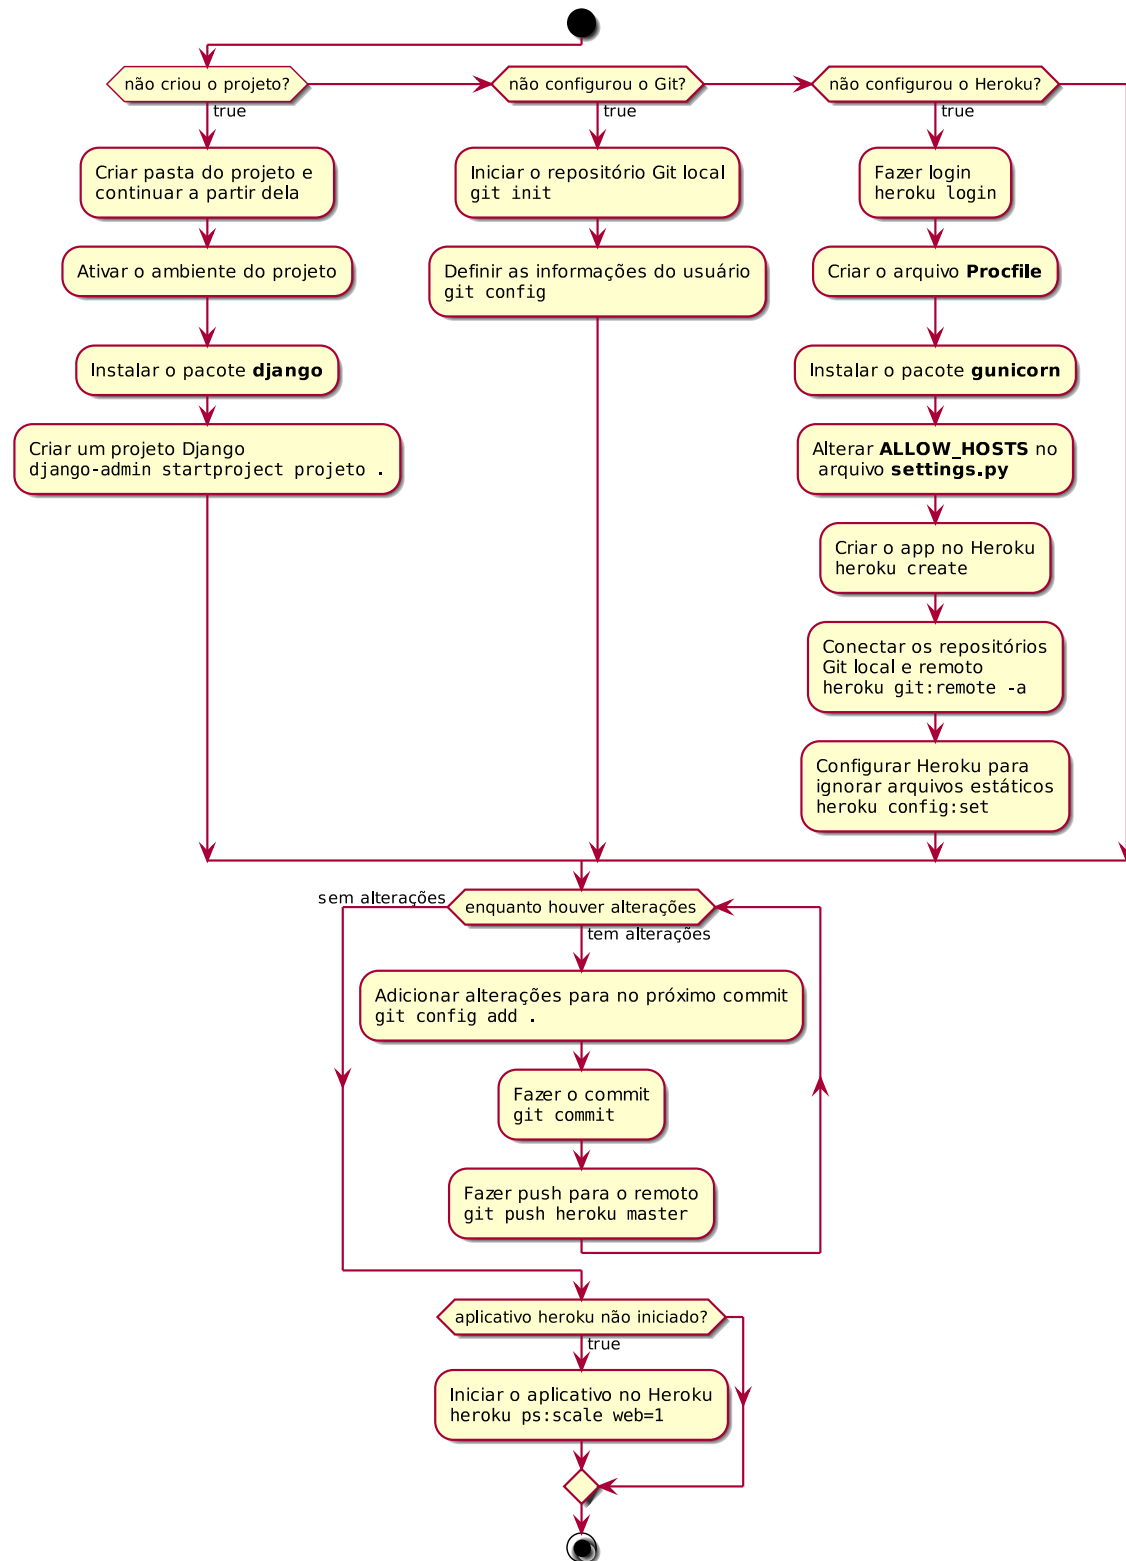 não criou o projeto?
true
Criar pasta do projeto e
continuar a partir dela
Ativar o ambiente do projeto
Instalar o pacote django
Criar um projeto Django
django-admin startproject projeto .
não configurou o Git?
true
Iniciar o repositório Git local
git init
Definir as informações do usuário
git config
não configurou o Heroku?
true
Fazer login
heroku login
Criar o arquivo Procfile
Instalar o pacote gunicorn
Alterar ALLOW_HOSTS no
arquivo settings.py
Criar o app no Heroku
heroku create
Conectar os repositórios
Git local e remoto
heroku git:remote -a
Configurar Heroku para
ignorar arquivos estáticos
heroku config:set
sem alterações
enquanto houver alterações
tem alterações
Adicionar alterações para no próximo commit
git config add .
Fazer o commit
git commit
Fazer push para o remoto
git push heroku master
aplicativo heroku não iniciado?
true
Iniciar o aplicativo no Heroku
heroku ps:scale web=1